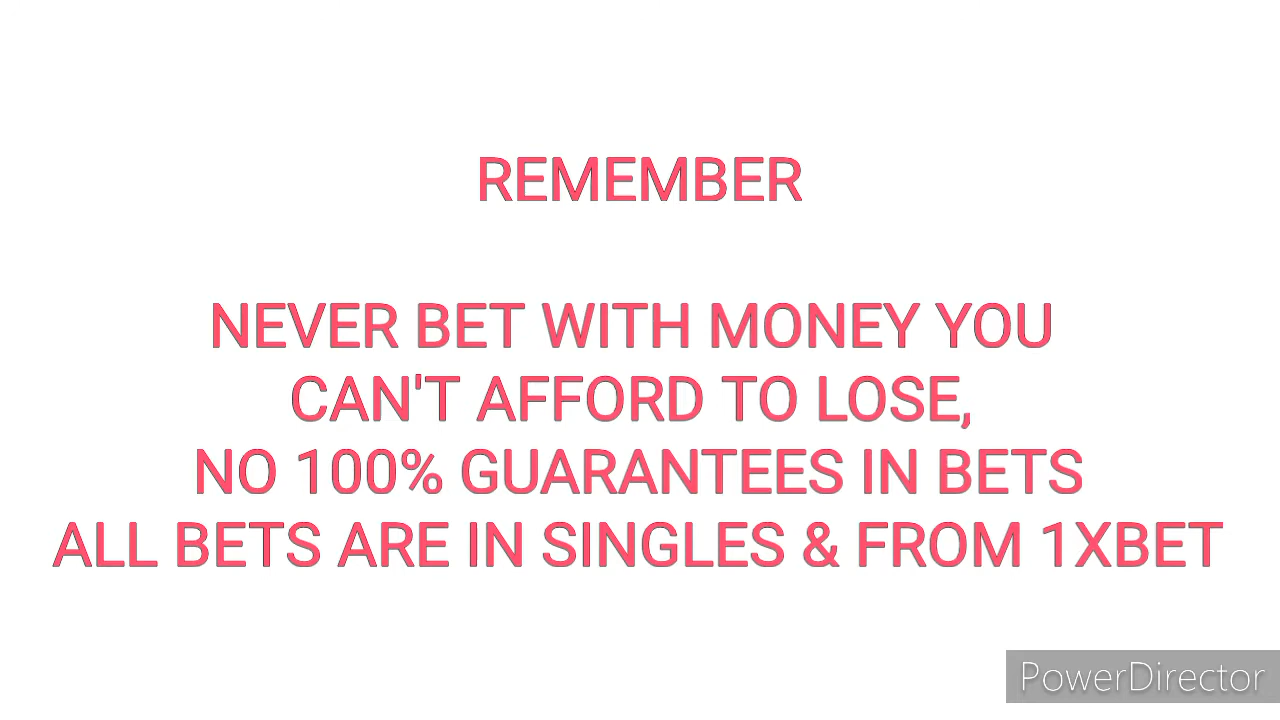 REMEMBER
NEVER BET WITH MONEY YOU
CAN'T AFFORD TO LOSE,
NO 100% GUARANTEES IN BETS
ALL BETS ARE IN SINGLES & FROM 1XBET
PowerDirector